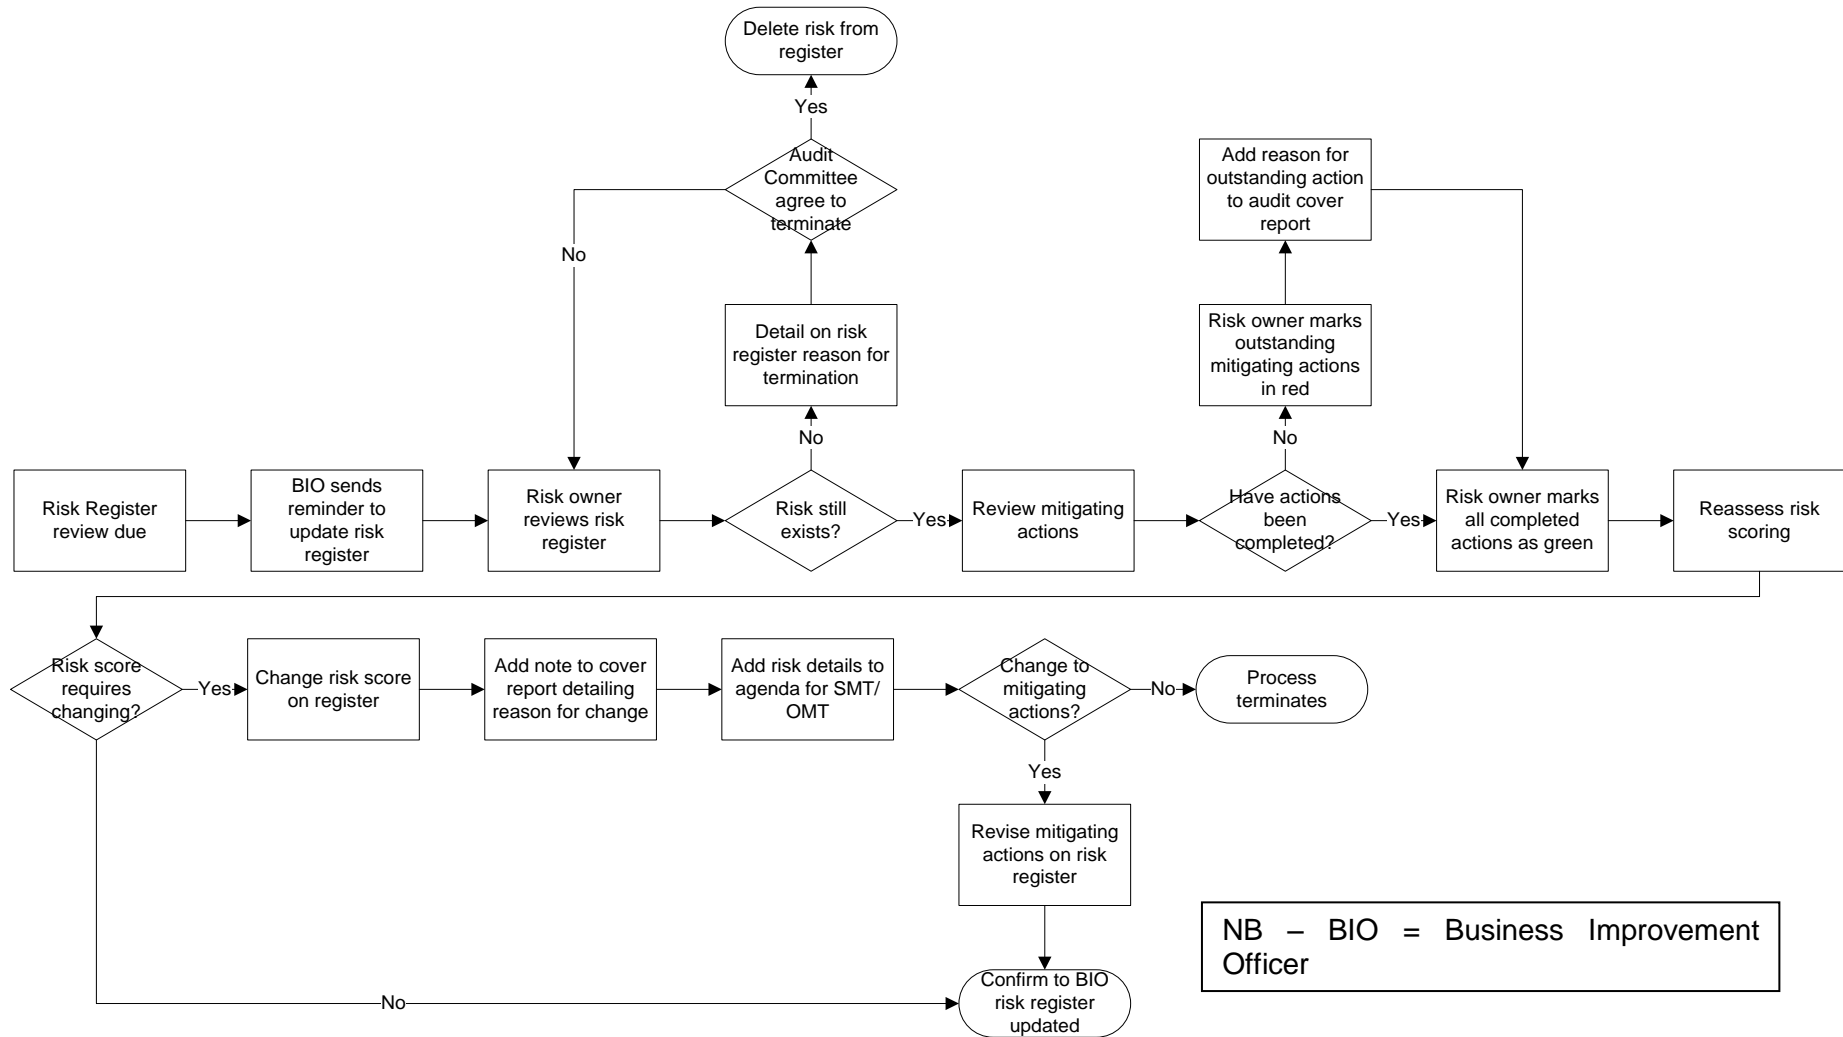 Delete risk from
register
Yes
Audit
Committee
agree to
terminate
No
Detail on risk
register reason for
termination
No
Add reason for
outstanding action
to audit cover
report
Risk owner marks
outstanding
mitigating actions
in red
No
Risk Register
review due
BIO sends
reminder to
update risk
register
Risk owner
reviews risk
register
Risk still
exists?
Yes
Review mitigating
actions
Have actions
been
completed?
Yes
Risk owner marks
all completed
actions as green
Reassess risk
scoring
Risk score
requires
changing?
Yes
Change risk score
on register
Add note to cover
report detailing
reason for change
Add risk details to
agenda for SMT/
OMT
Change to
mitigating
actions?
No
Process
terminates
Yes
Revise mitigating
actions on risk
register
No
Confirm to BIO
risk register
updated
NB – BIO = Business Improvement
Officer